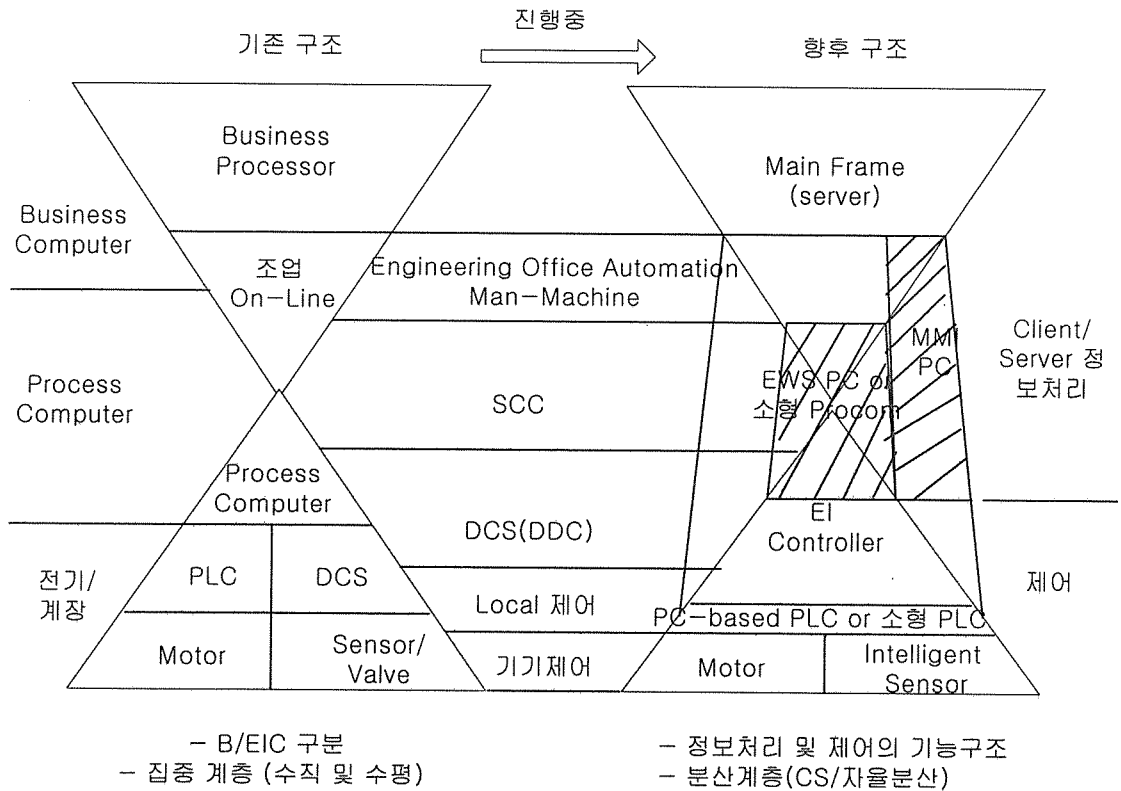 진행중
기존 구조
향후 구조
Business
Processor
Main Frame
(server)
Business
Computer
조업
On-Line
Engineering Office Automation
Man-Machine
MMI
PC
Client/
Server 정
보처리
Process
Computer
SCC
EWS PC or
소형 Procom
Process
Computer
DCS(DDC)
EI
Controller
전기/
계장
PLC
DCS
Local 제어
제어
PC-based PLC or 소형 PLC
Motor
Sensor/
Valve
기기제어
Motor
Intelligent
Sensor
- B/EIC 구분
- 집중 계층 (수직 및 수평)
- 정보처리 및 제어의 기능구조
- 분산계층(CS/자율분산)